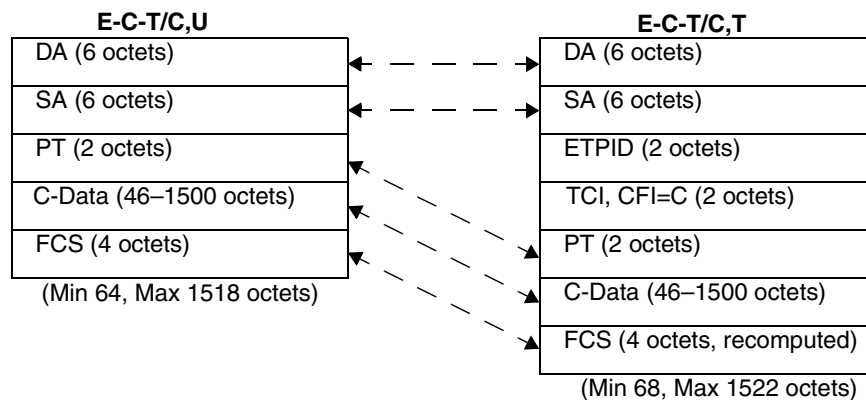 E-C-T/C,U
DA (6 octets)
SA (6 octets)
PT (2 octets)
C-Data (46–1500 octets)
FCS (4 octets)
(Min 64, Max 1518 octets)
E-C-T/C,T
DA (6 octets)
SA (6 octets)
ETPID (2 octets)
TCI, CFI=C (2 octets)
PT (2 octets)
C-Data (46–1500 octets)
FCS (4 octets, recomputed)
(Min 68, Max 1522 octets)